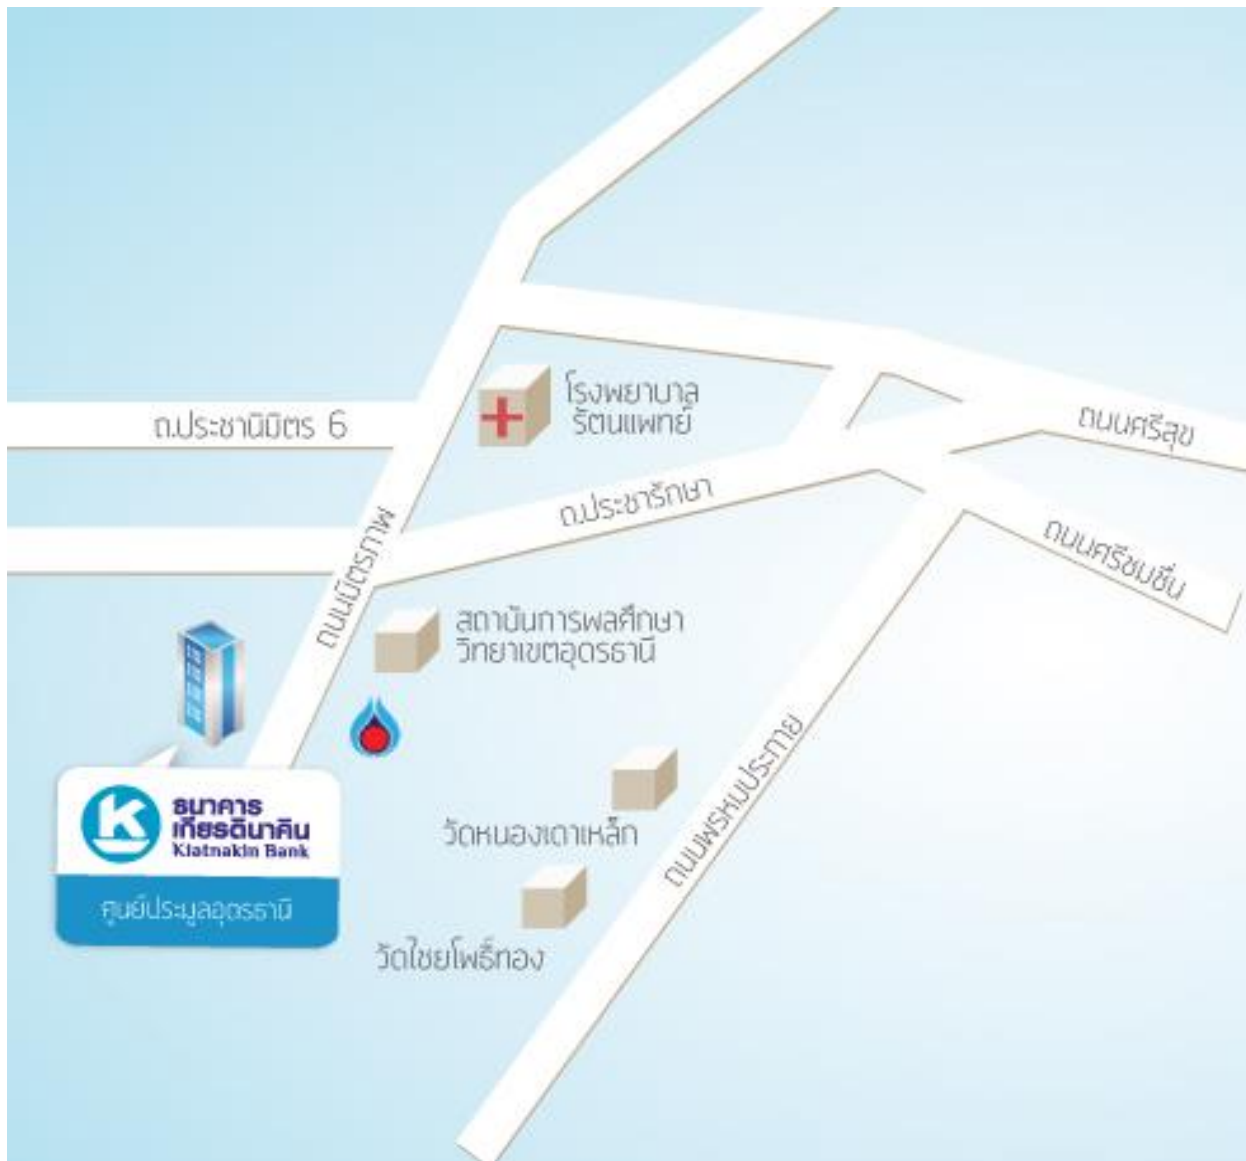 โรงพยาบาล
รัตนแพทย์
ถนนศรีสุข
ถ.ประชานิมิตร 6
ถ.ประชารักษา
ถนนมิตรภาพ
ถนนศรีชมชื่น
สถาบันการพลศึกษา
วิทยาเขตอุดรธานี
ถนนพรหมประกาย
ธนาคาร
เกียรตินาคิน
Kiatnakin Bank
วัดหนองเตาเหล็ก
ศูนย์ประมูลอุดรธานี
วัดไชยโพธิ์ทอง